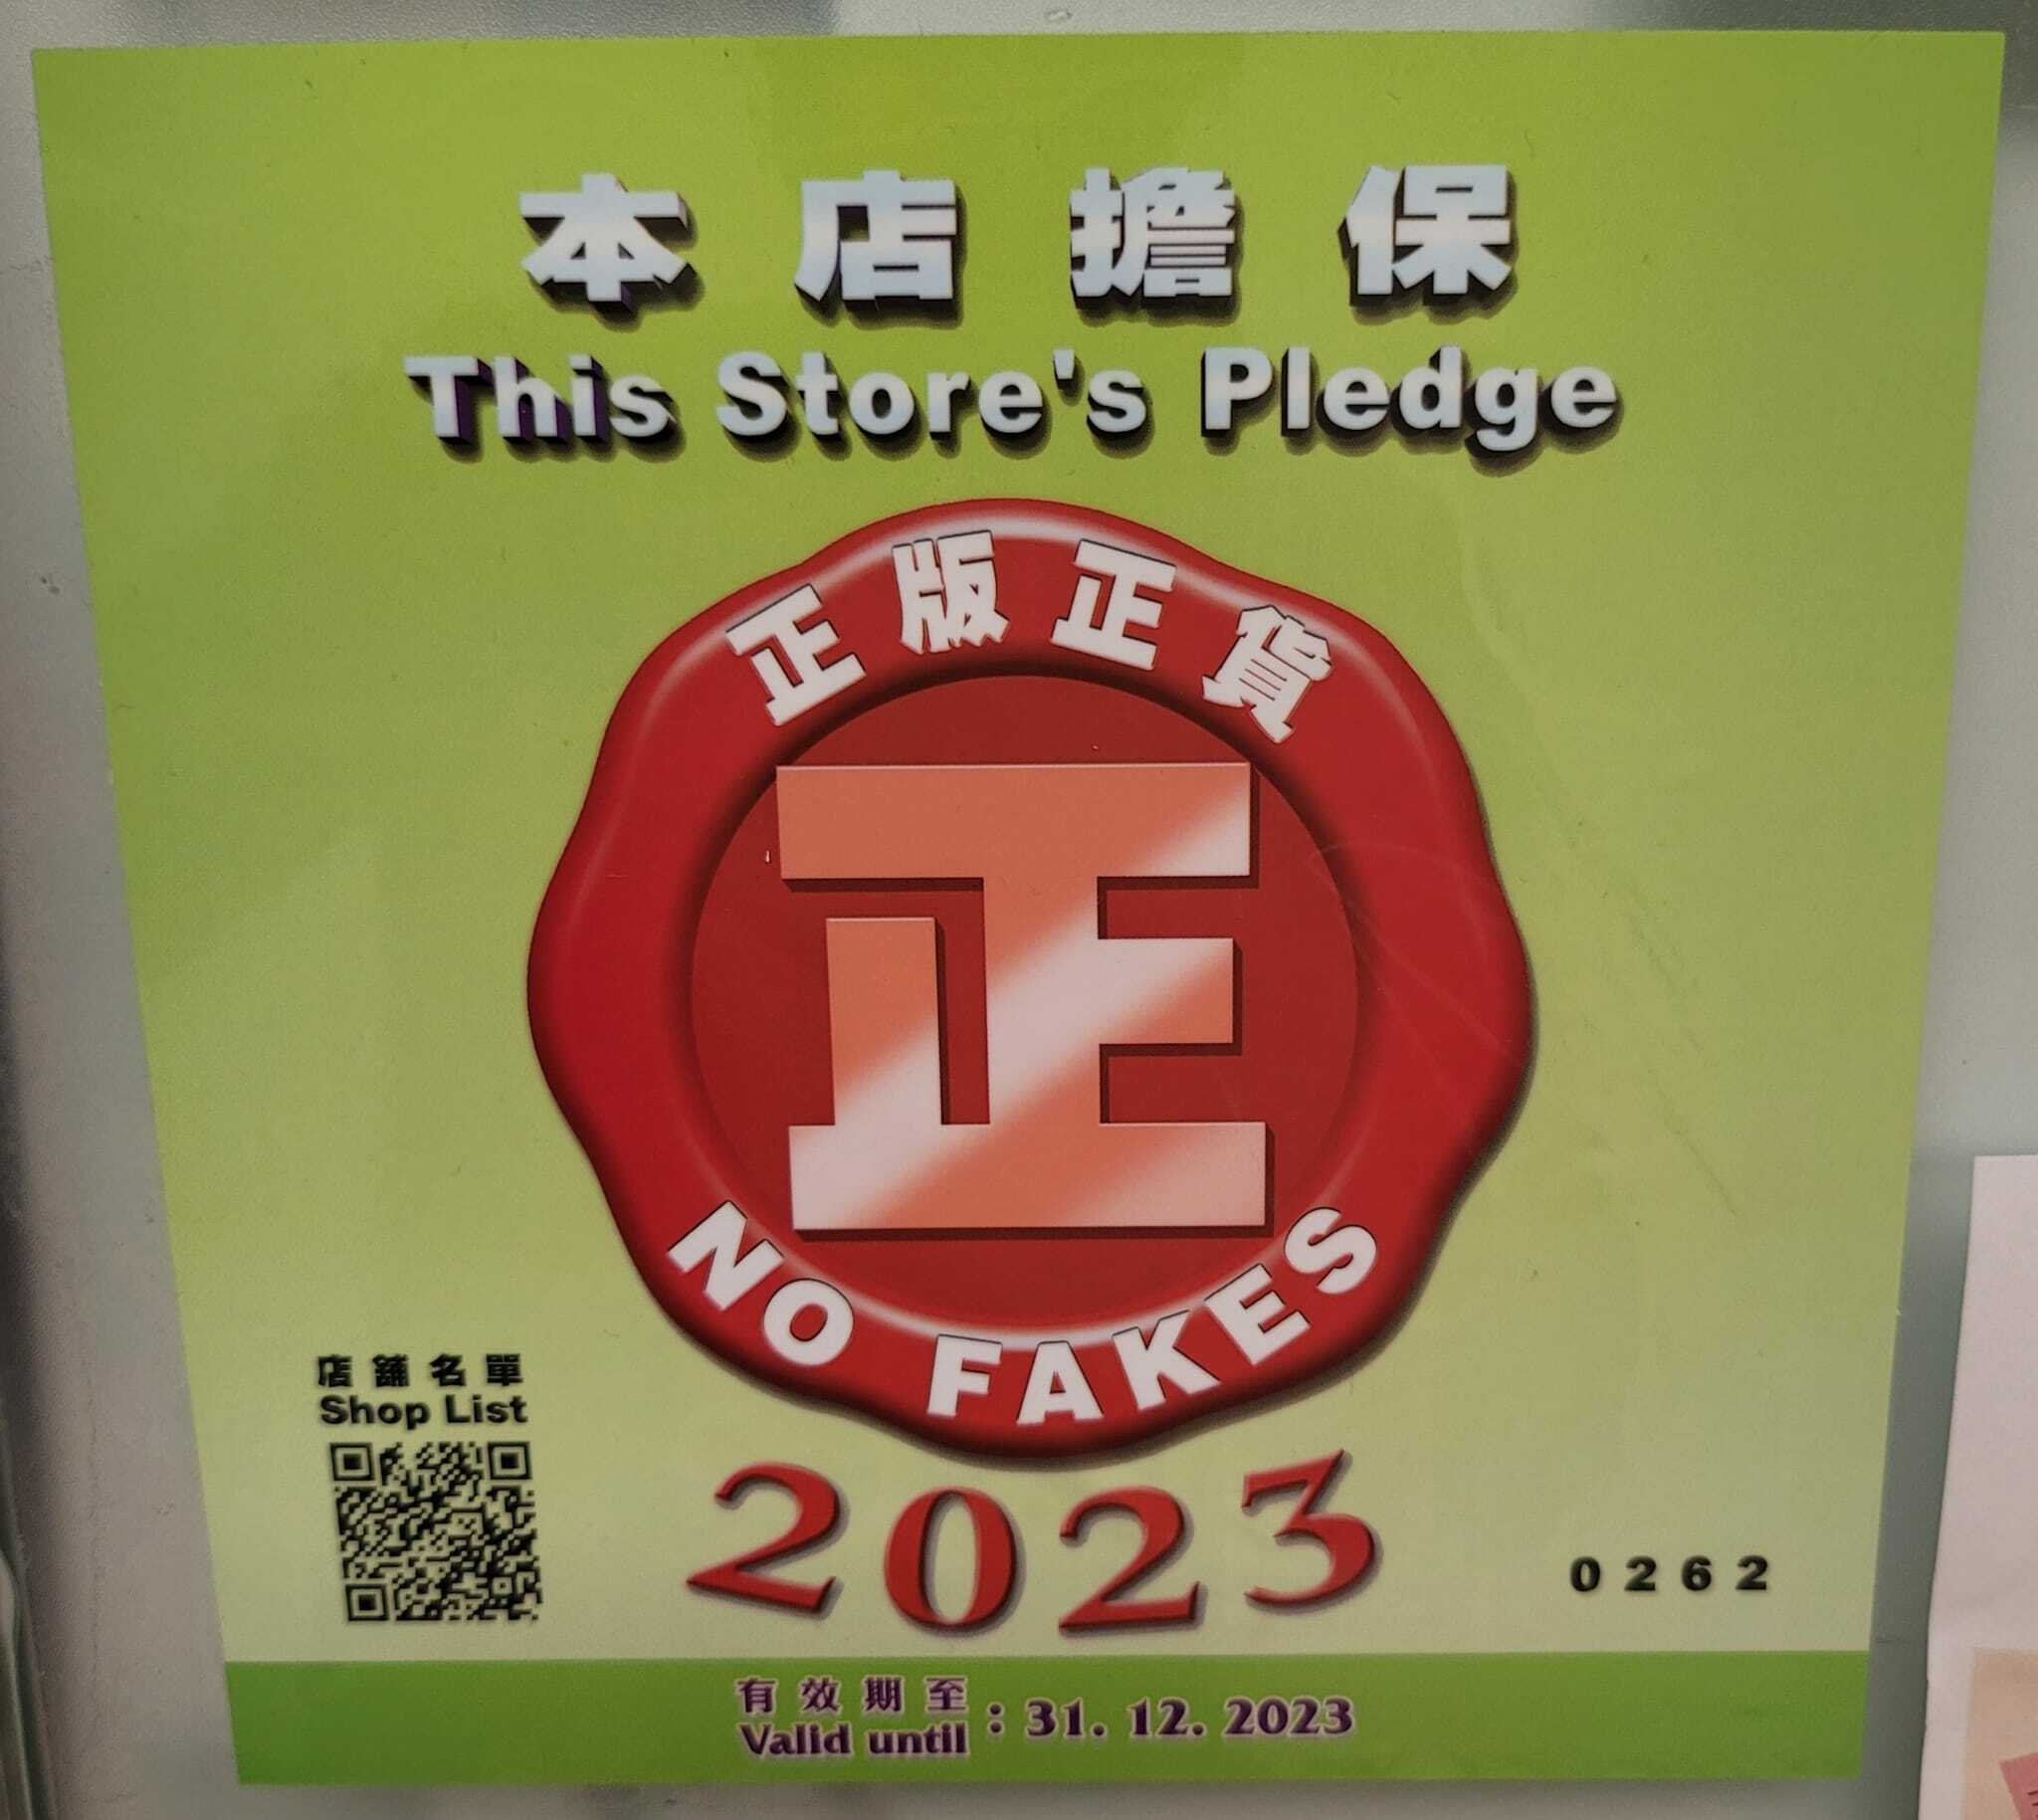 本店擔保
This Store's Pledge
正版正貨
正
NO FAKES
店舖名單
Shop List
2023
0262
有效期至
Valid until : 31. 12. 2023